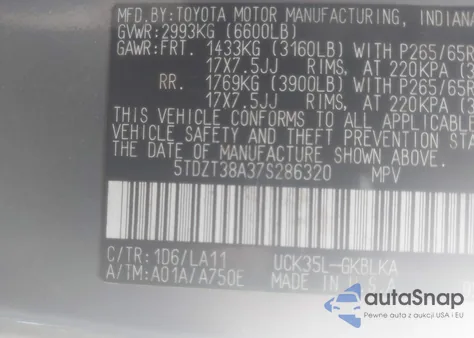 MFD.BY: TOYOTA MOTOR MANUFACTURING, INDIANA
GVWR: 2993KG (6600LB)
GAWR: FRT. 1433KG (3160LB) WITH P265/65R
17X7.5JJ RIMS, AT 220KPA
RR. 1769KG (3900LB) WITH P265/65R
17X7.5JJ RIMS, AT 220KPA
THIS VEHICLE CONFORMS TO ALL APPLICABLE
VEHICLE SAFETY AND THEFT PREVENTION STA
THE DATE OF MANUFACTURE SHOWN ABOVE.
5TDZT38A37S286320 MPV
C/TR: 1D6/LA11 UCK35L-GKBLKA
A/TM: A01A/A750E MADE IN U.S.A
autoSnap
Pewne auta z aukcji USA i EU